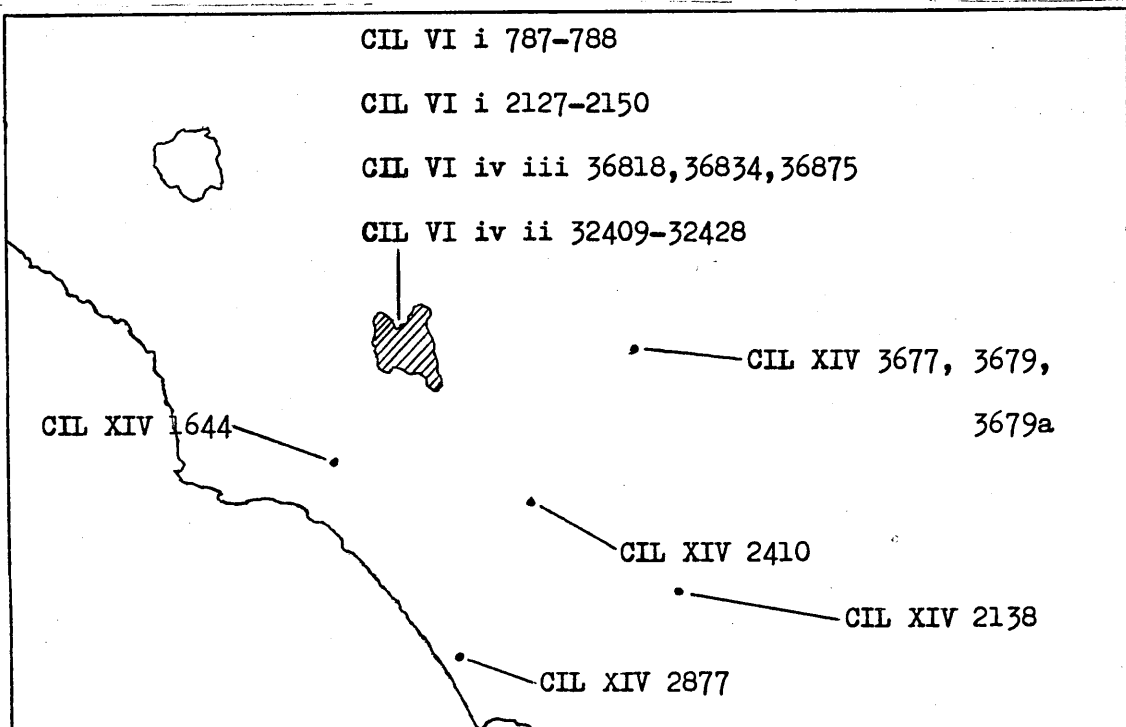 CIL VI i 787-788
CIL VI i 2127-2150
CIL VI iv iii 36818,36834,36875
CIL VI iv ii 32409-32428
CIL XIV 3677, 3679,
3679a
CIL XIV 1644
CIL XIV 2410
CIL XIV 2138
CIL XIV 2877